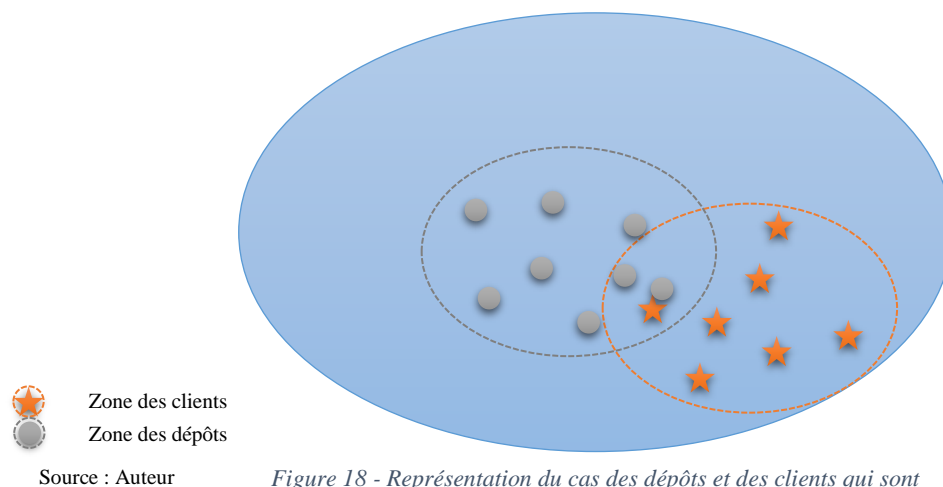 Zone des clients
Zone des dépôts
Source : Auteur
Figure 18 - Représentation du cas des dépôts et des clients qui sont